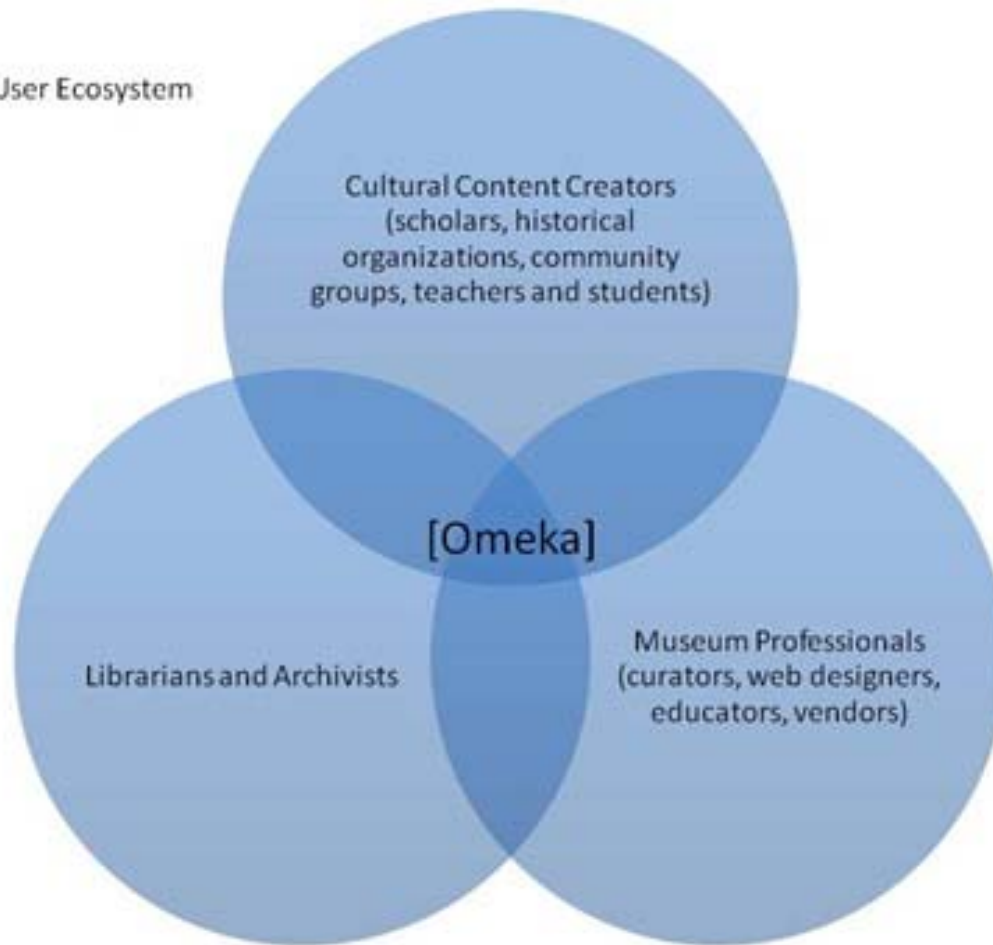 User Ecosystem
Cultural Content Creators
(scholars, historical
organizations, community
groups, teachers and students)
[Omeka]
Librarians and Archivists
Museum Professionals
(curators, web designers,
educators, vendors)